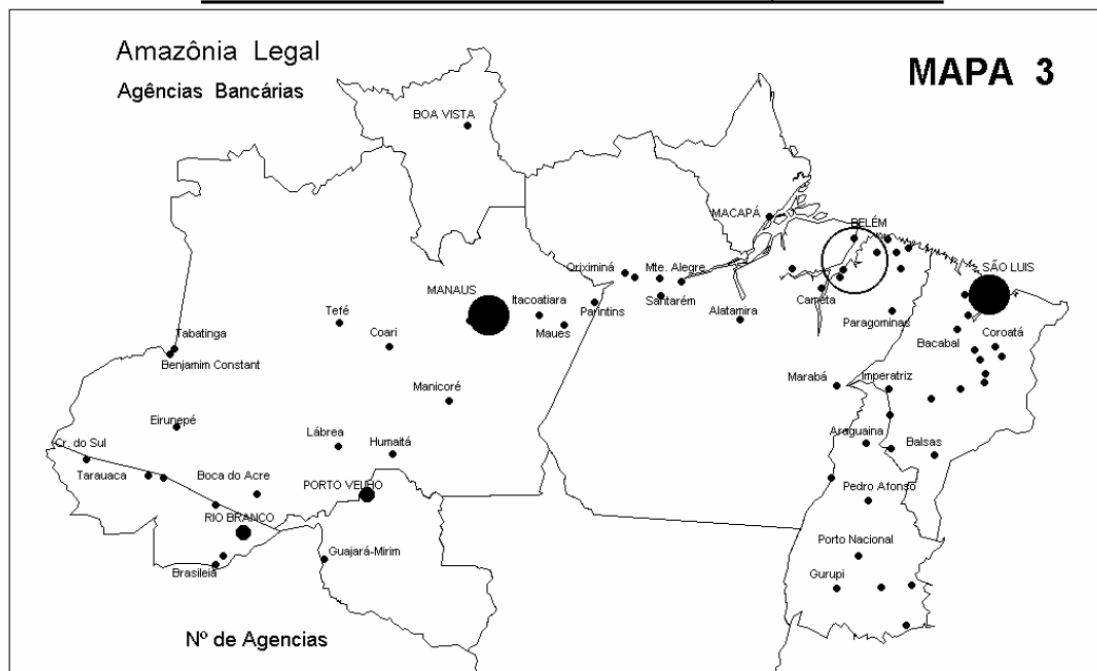 Amazônia Legal
Agências Bancárias
MAPA 3
BOA VISTA
MACAPÁ
BELÉM
Oriximiná
Mte. Alegre
SÃO LUIS
MANAUS
Itacoatiara
Santarém
Cametá
Parintins
Alatamira
Tefé
Maues
Paragominas
Coari
Tabatinga
Bacabal
Coroatá
Benjamim Constant
Manicoré
Marabá
Imperatriz
Eirunepé
Lábrea
Araguaina
Cr. do Sul
Humaitá
Balsas
Tarauaca
Boca do Acre
PORTO VELHO
Pedro Afonso
RIO BRANCO
Porto Nacional
Guajará-Mirim
Brasileiá
Gurupi
Nº de Agencias